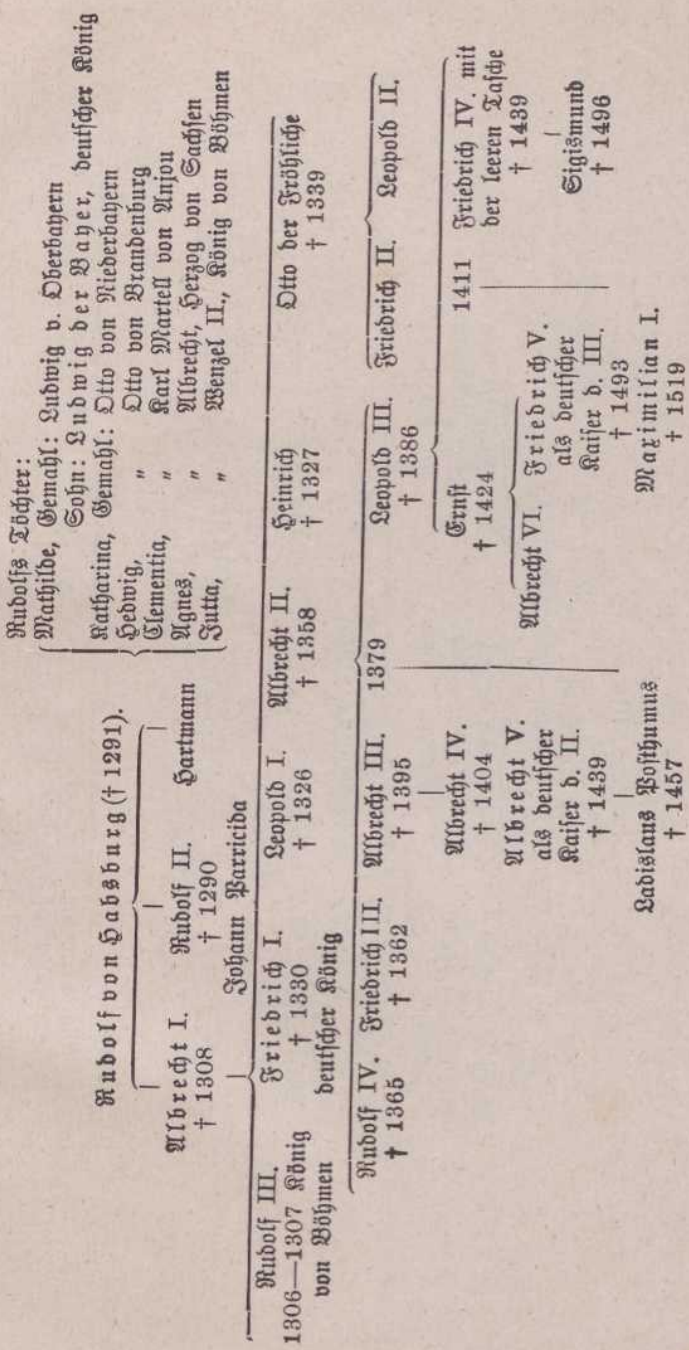 Rudolf von Habsburg († 1291).
Albrecht I.
† 1308
Rudolf II.
† 1290
Hartmann
Johann Parricida
Rudolfs Töchter:
Mathilde, Gemahl: Ludwig v. Oberbayern
Sohn: Ludwig der Bayer, deutscher König
Katharina, Gemahl: Otto von Niederbayern
Hedwig, " Otto von Brandenburg
Clementia, " Karl Martell von Anjou
Agnes, " Albrecht, Herzog von Sachsen
Jutta, " Wenzel II., König von Böhmen
Rudolf III.
1306—1307 König
von Böhmen
Friedrich I.
† 1330
deutscher König
Leopold I.
† 1326
Albrecht II.
† 1358
Heinrich
† 1327
Otto der Fröhliche
† 1339
Rudolf IV.
† 1365
Friedrich III.
† 1362
Albrecht III.
† 1395
1379
Leopold III.
† 1386
Friedrich II.
Leopold II.
Albrecht IV.
† 1404
Albrecht V.
als deutscher
Kaiser d. II.
† 1439
Ladislaus Posthumus
† 1457
Ernst
† 1424
1411
Friedrich IV. mit
der leeren Tasche
† 1439
Albrecht VI.
Friedrich V.
als deutscher
Kaiser d. III.
† 1493
Maximilian I.
† 1519
Sigismund
† 1496